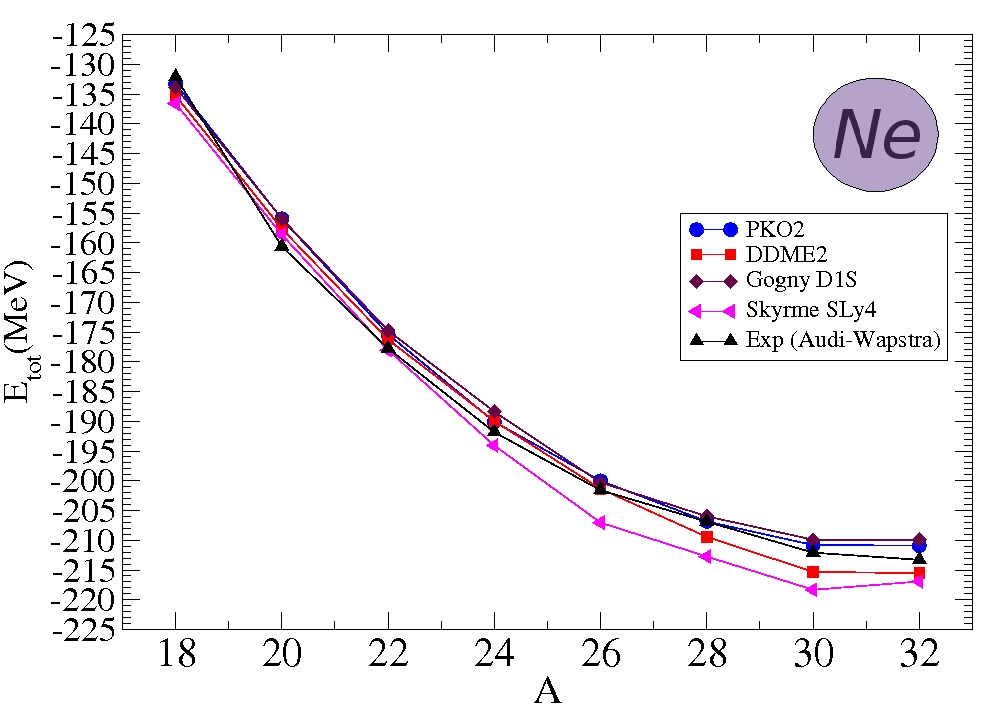 -125
-130
-135
-140
-145
-150
-155
-160
-165
-170
-175
-180
-185
-190
-195
-200
-205
-210
-215
-220
-225
E_tot(MeV)
Ne
PKO2
DDME2
Gogny D1S
Skyrme SLy4
Exp (Audi-Wapstra)
18 20 22 24 26 28 30 32
A